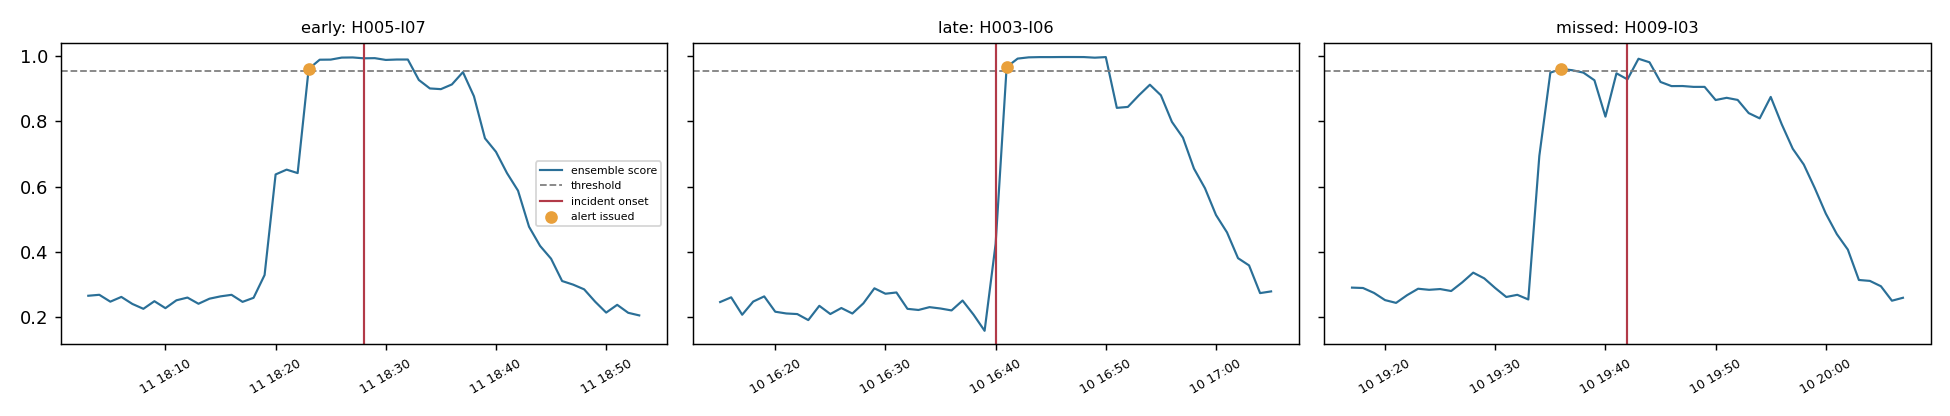 early: H005-I07
late: H003-I06
missed: H009-I03
1.0
0.8
0.6
0.4
0.2
ensemble score
threshold
incident onset
alert issued
11 18:10
11 18:20
11 18:30
11 18:40
11 18:50
10 16:20
10 16:30
10 16:40
10 16:50
10 17:00
10 19:20
10 19:30
10 19:40
10 19:50
10 20:00